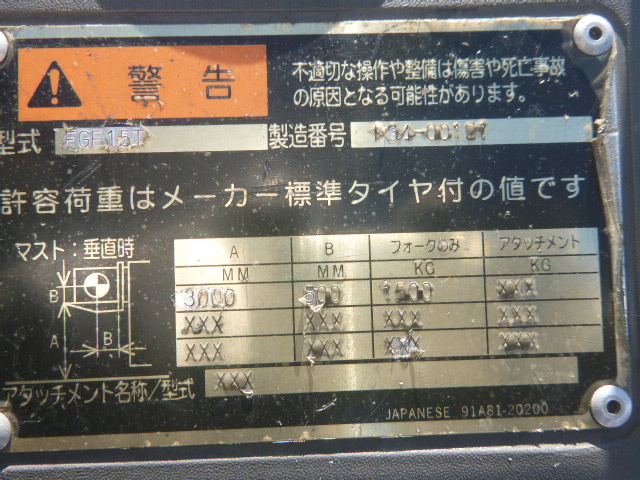 警告
不適切な操作や整備は傷害や死亡事故
の原因となる可能性があります。
型式 FGE15T 製造番号
許容荷重はメーカー標準タイヤ付の値です
マスト：垂直時
A B フォークのみ アタッチメント
MM MM KG KG
B 3000 500 1500 XXX
XXX XXX XXX XXX
A B XXX XXX XXX XXX
アタッチメント名称/型式 XXX
JAPANESE 91A81-20200